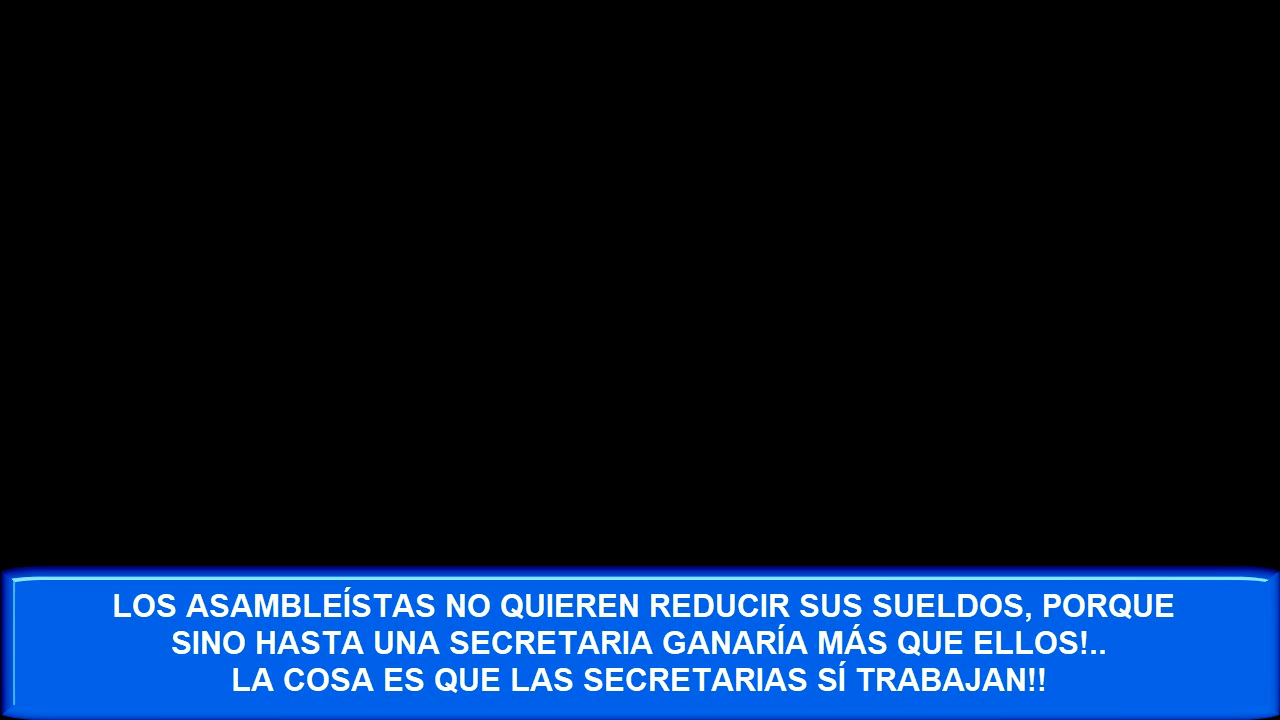 LOS ASAMBLEÍSTAS NO QUIEREN REDUCIR SUS SUELDOS, PORQUE
SINO HASTA UNA SECRETARIA GANARÍA MÁS QUE ELLOS!..
LA COSA ES QUE LAS SECRETARIAS SÍ TRABAJAN!!